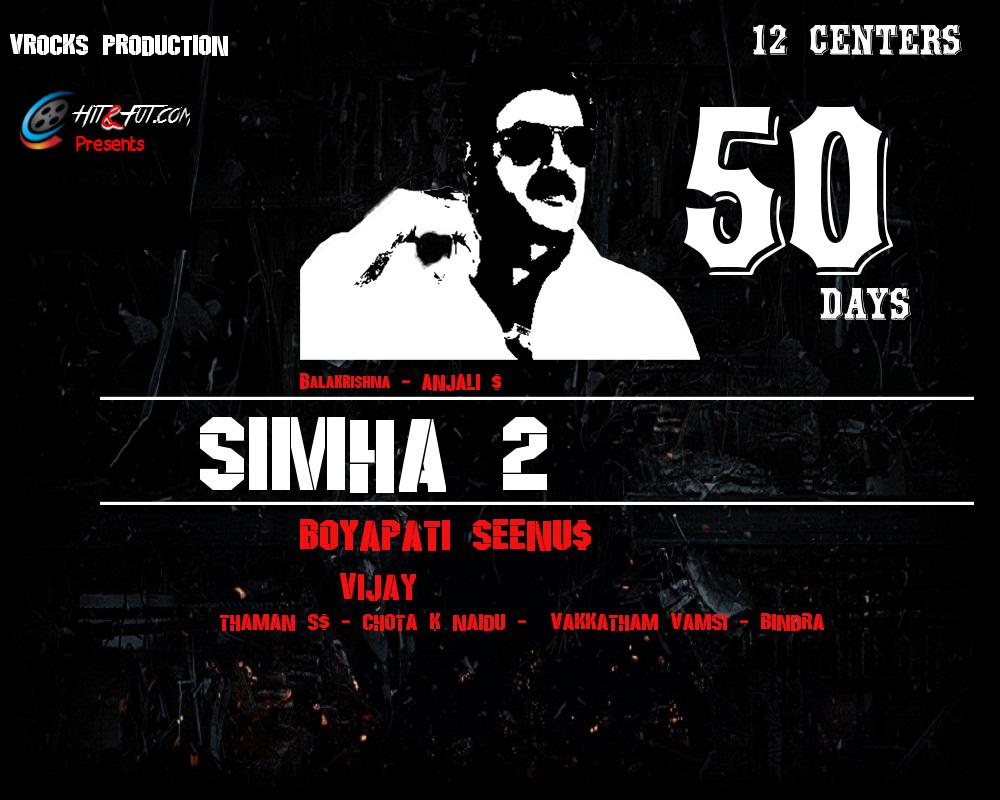 VROCKS PRODUCTION
12 CENTERS
HIT&FUT.COM
Presents
50
DAYS
BALAKRISHNA - ANJALI $
SIMHA 2
BOYAPATI SEENU$
VIJAY
THAMAN S$ - CHOTA K NAIDU - VAKKATHAM VAMSI - BINDRA